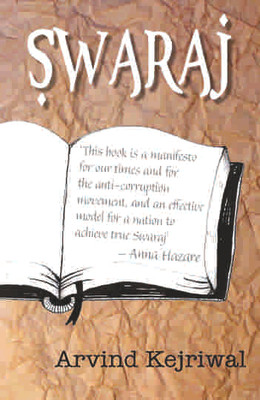 SWARAJ
'This book is a manifesto
for our times and for
the anti-corruption
movement, and an effective
model for a nation to
achieve true Swaraj'
– Anna Hazare
Arvind Kejriwal